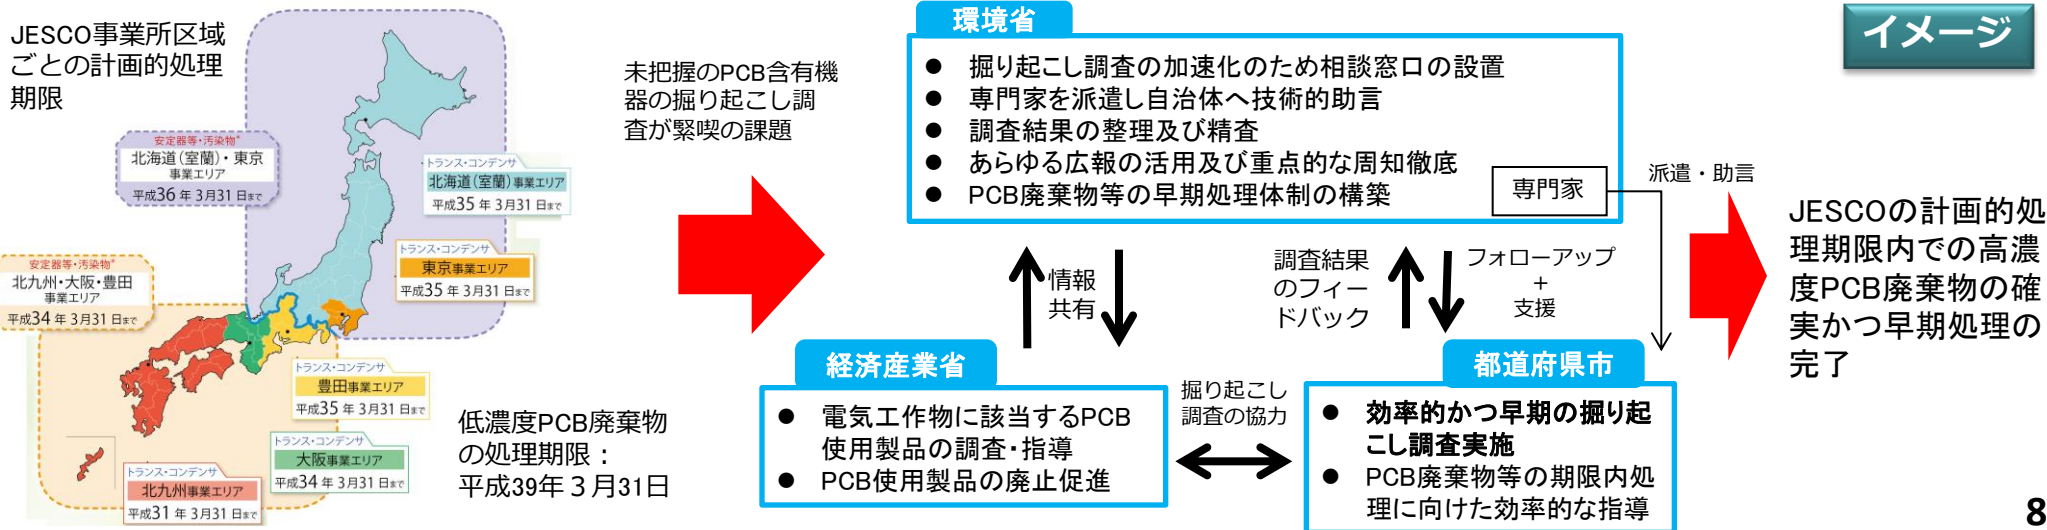 JESCO事業所区域
ごとの計画的処理
期限
安定器等・汚染物*
北海道(室蘭)・東京
事業エリア
平成36年3月31日まで
トランス・コンデンサ
北海道(室蘭)事業エリア
平成35年3月31日まで
トランス・コンデンサ
東京事業エリア
平成35年3月31日まで
安定器等・汚染物*
北九州・大阪・豊田
事業エリア
平成34年3月31日まで
トランス・コンデンサ
豊田事業エリア
平成35年3月31日まで
トランス・コンデンサ
大阪事業エリア
平成34年3月31日まで
トランス・コンデンサ
北九州事業エリア
平成31年3月31日まで
低濃度PCB廃棄物
の処理期限：
平成39年３月31日
未把握のPCB含有機
器の掘り起こし調
査が緊喫の課題
環境省
● 掘り起こし調査の加速化のため相談窓口の設置
● 専門家を派遣し自治体へ技術的助言
● 調査結果の整理及び精査
● あらゆる広報の活用及び重点的な周知徹底
● PCB廃棄物等の早期処理体制の構築
専門家
派遣・助言
情報
共有
調査結果
のフィー
ドバック
フォローアップ
+
支援
経済産業省
● 電気工作物に該当するPCB
使用製品の調査・指導
● PCB使用製品の廃止促進
掘り起こし
調査の協力
都道府県市
● 効率的かつ早期の掘り起
こし調査実施
● PCB廃棄物等の期限内処
理に向けた効率的な指導
イメージ
JESCOの計画的処
理期限内での高濃
度PCB廃棄物の確
実かつ早期処理の
完了
8